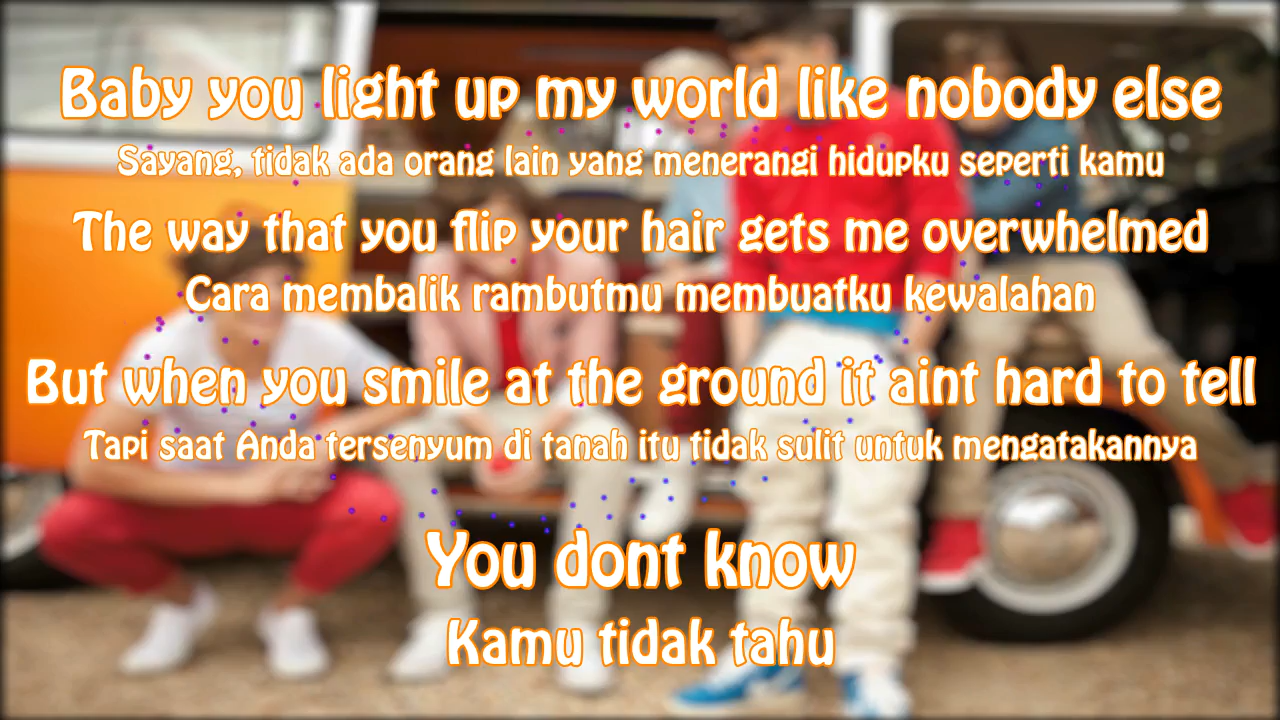 Baby you light up my world like nobody else
Sayang, tidak ada orang lain yang menerangi hidupku seperti kamu
The way that you flip your hair gets me overwhelmed
Cara membalik rambutmu membuatku kewalahan
But when you smile at the ground it aint hard to tell
Tapi saat Anda tersenyum di tanah itu tidak sulit untuk mengatakannya
You dont know
Kamu tidak tahu